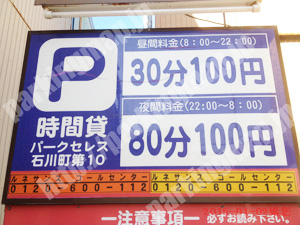 P
時間貸
パークセレス
石川町第10
昼間料金(8:00〜22:00)
30分100円
夜間料金(22:00〜8:00)
80分100円
ルネサンス コールセンター
0120-600-112
ルネサンス コールセンター
0120-600-112
注意事項
必ずお読み下さい。